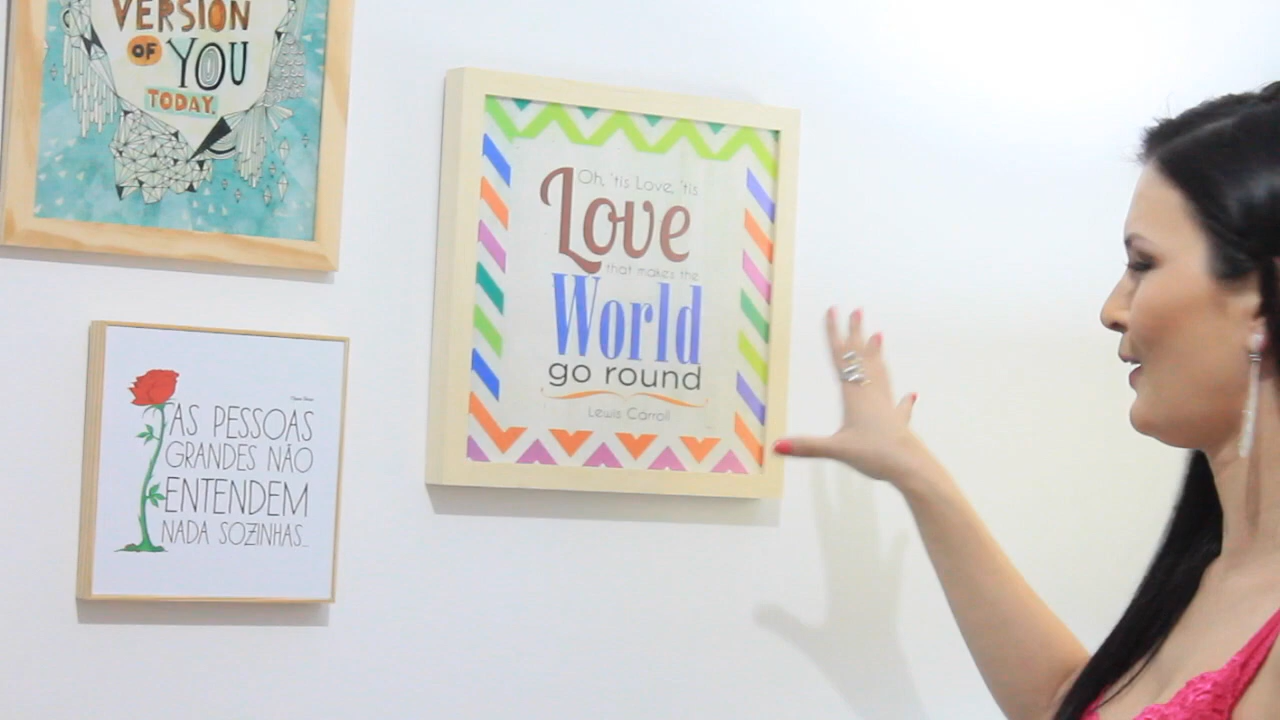 VERSION
OF YOU
TODAY.
Oh, 'tis Love, 'tis
Love
that makes the
World
go round
Lewis Carroll
AS PESSOAS
GRANDES NÃO
ENTENDEM
NADA SOZINHAS...